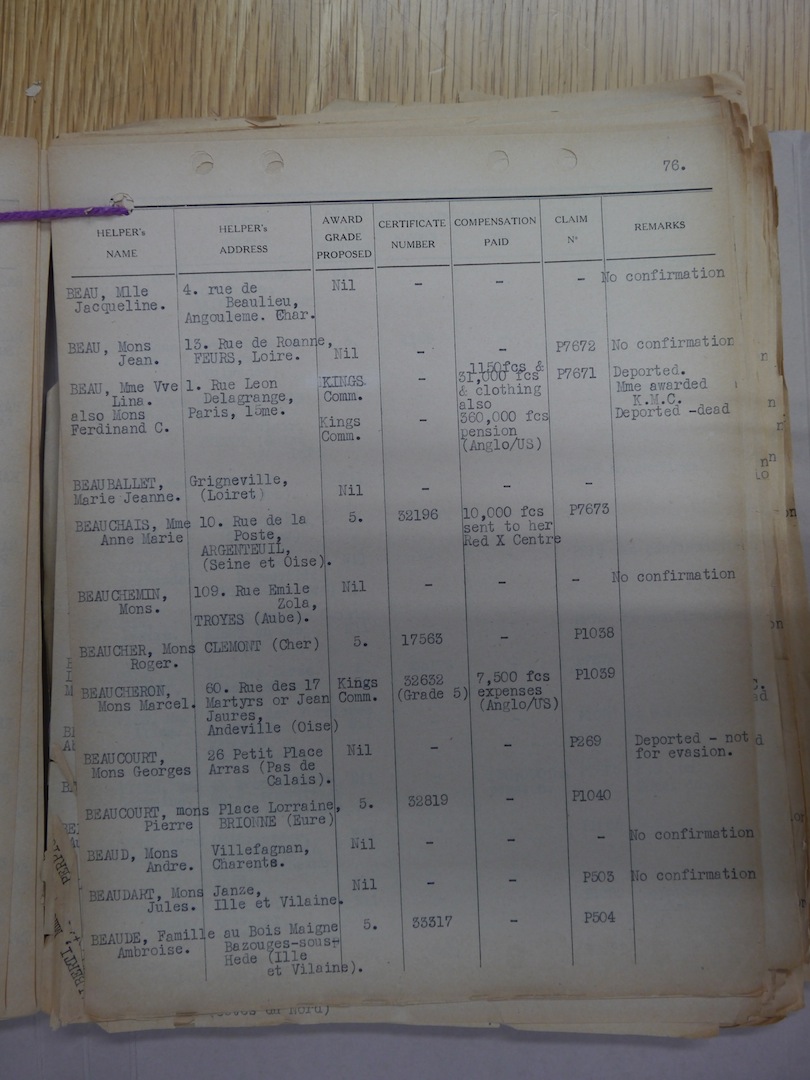 76.
HELPER's NAME | HELPER's ADDRESS | AWARD GRADE PROPOSED | CERTIFICATE NUMBER | COMPENSATION PAID | CLAIM N° | REMARKS
BEAU, Mlle 4. rue de Nil - - - No confirmation
Jacqueline. Beaulieu,
Angouleme. Char.
BEAU, Mons 13. Rue de Roanne, Nil - - P7672 No confirmation
Jean. FEURS, Loire.
1150fcs &
BEAU, Mme Vve 1. Rue Leon KINGS - 31,000 fcs P7671 Deported.
Lina. Delagrange, Comm. & clothing Mme awarded
also Mons Paris, 15me. also K.M.C.
Ferdinand C. Kings - 360,000 fcs Deported -dead
Comm. pension
(Anglo/US)
BEAUBALLET, Grigneville, Nil - - -
Marie Jeanne. (Loiret)
BEAUCHAIS, Mme 10. Rue de la 5. 32196 10,000 fcs P7673
Anne Marie Poste, sent to her
ARGENTEUIL, Red X Centre
(Seine et Oise).
BEAUCHEMIN, 109. Rue Emile Nil - - - No confirmation
Mons. Zola,
TROYES (Aube).
BEAUCHER, Mons CLEMONT (Cher) 5. 17563 - P1038
Roger.
BEAUCHERON, 60. Rue des 17 Kings 32632 7,500 fcs P1039
Mons Marcel. Martyrs or Jean Comm. (Grade 5) expenses
Jaures, (Anglo/US)
Andeville (Oise)
BEAUCOURT, 26 Petit Place Nil - - P269 Deported - not
Mons Georges Arras (Pas de for evasion.
Calais).
BEAUCOURT, mons Place Lorraine, 5. 32819 - P1040
Pierre BRIONNE (Eure)
BEAUD, Mons Villefagnan, Nil - - - No confirmation
Andre. Charente.
BEAUDART, Mons Janze, Nil - - P503 No confirmation
Jules. Ille et Vilaine.
BEAUDE, Famille au Bois Maigne 5. 33317 - P504
Ambroise. Bazouges-sous-
Hede (Ille
et Vilaine).